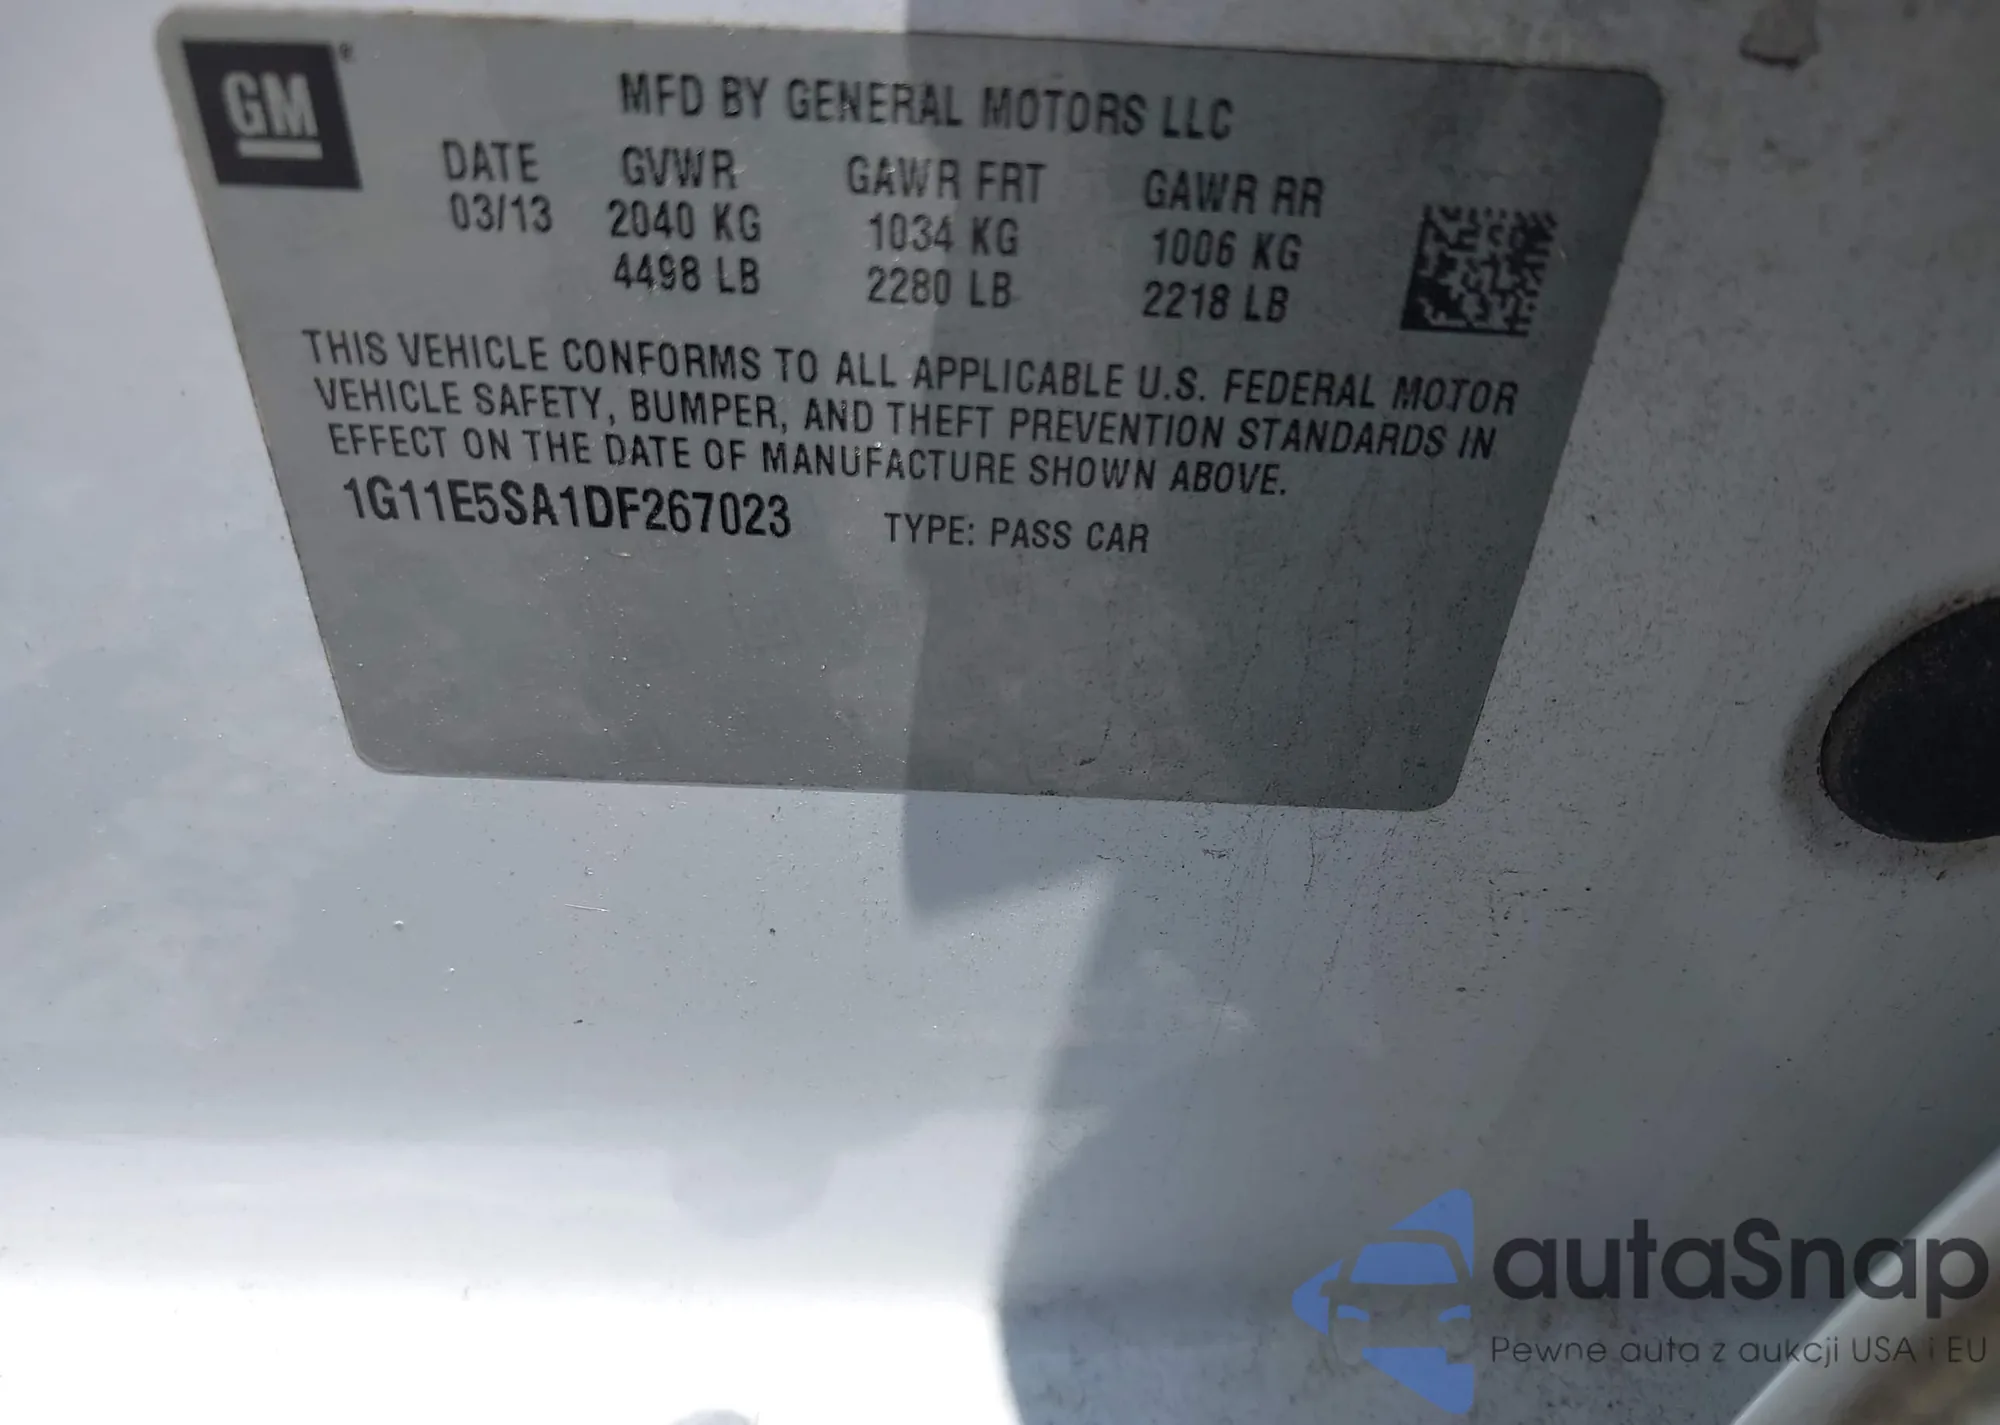 GM
MFD BY GENERAL MOTORS LLC
DATE GVWR GAWR FRT GAWR RR
03/13 2040 KG 1034 KG 1006 KG
4498 LB 2280 LB 2218 LB
THIS VEHICLE CONFORMS TO ALL APPLICABLE U.S. FEDERAL MOTOR
VEHICLE SAFETY, BUMPER, AND THEFT PREVENTION STANDARDS IN
EFFECT ON THE DATE OF MANUFACTURE SHOWN ABOVE.
1G11E5SA1DF267023 TYPE: PASS CAR
autaSnap
Pewne auta z aukcji USA i EU